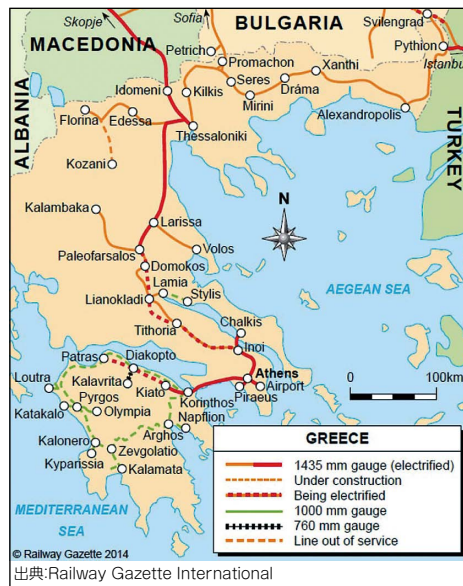 Skopje
Sofia
BULGARIA
Svilengrad
MACEDONIA
Petrich
Promachon
Pythion
Istanbul
Xanthi
Idomeni
Kilkis
Seres
Dráma
Mirini
ALBANIA
Florina
Edessa
Thessaloniki
Alexandropolis
TURKEY
Kozani
N
Kalambaka
Larissa
Paleofarsalos
Volos
Domokos
AEGEAN SEA
Lamia
Lianokladi
Stylis
Tithoria
Chalkis
Inoi
Patras
Diakopto
Athens
Airport
100km
0
Loutra
Kalavrita
Kiato
Piraeus
Pyrgos
Korinthos
Katakalo
Olympia
Nafplion
Arghos
Kalonero
Zevgolatio
Kyparissia
Kalamata
MEDITERRANEAN
SEA
GREECE
1435 mm gauge (electrified)
Under construction
Being electrified
1000 mm gauge
760 mm gauge
Line out of service
© Railway Gazette 2014
出典:Railway Gazette International